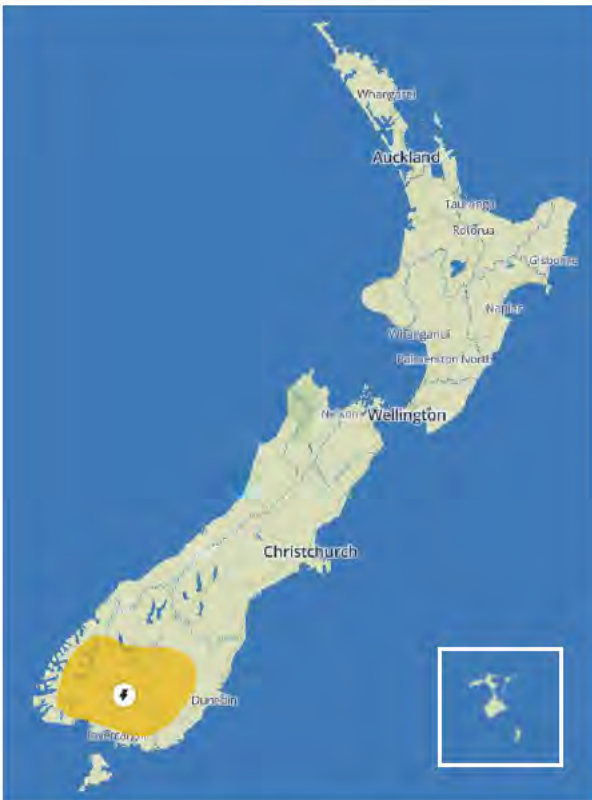 Whangarei
Auckland
Tauranga
Rotorua
Gisborne
Napier
Whanganui
Palmerston North
Nelson
Wellington
Christchurch
Dunedin
Invercargill